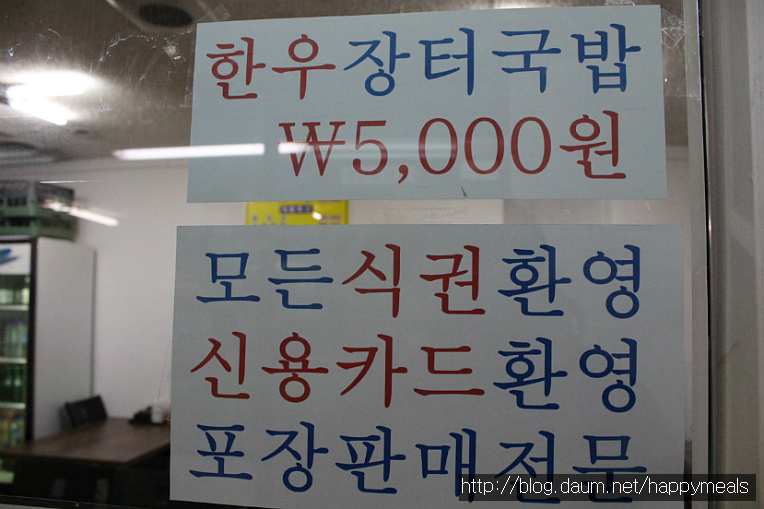 한우장터국밥
₩5,000원
모든식권환영
신용카드환영
포장판매전문
http://blog.daum.net/happymeals